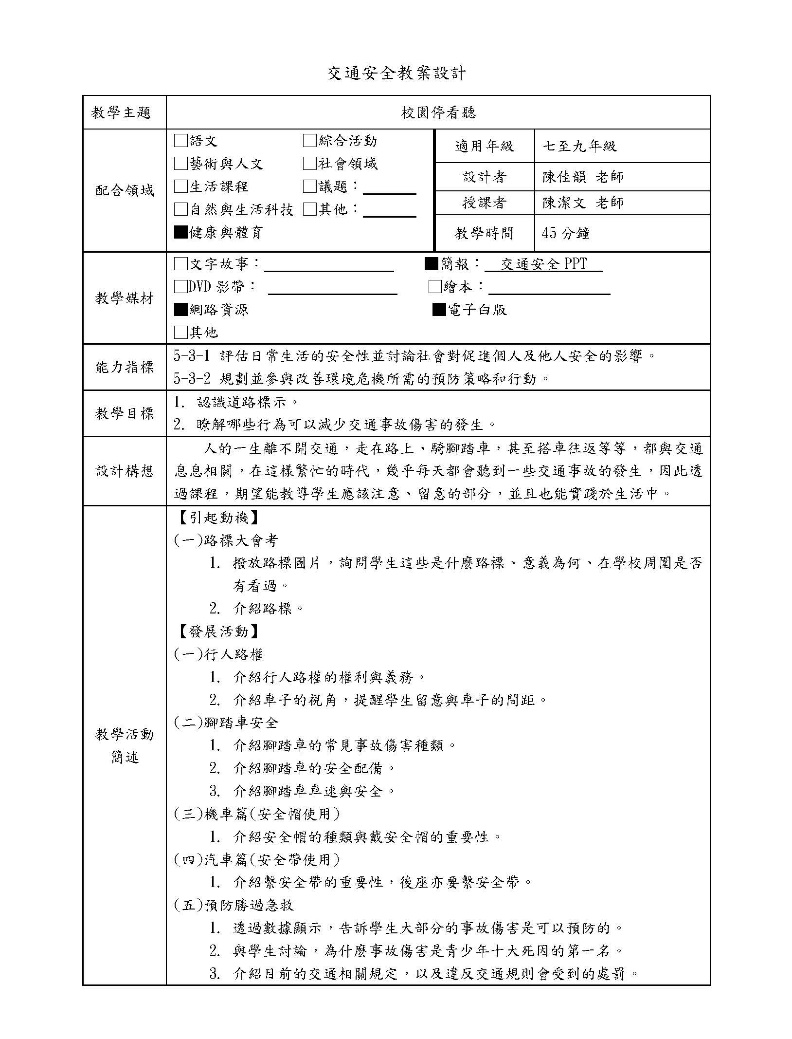 交通安全教案設計
教學主題 校園停看聽
配合領域
□語文 □綜合活動
□藝術與人文 □社會領域
□生活課程 □議題：
□自然與生活科技 □其他：
■健康與體育
適用年級 七至九年級
設計者 陳佳韻 老師
授課者 陳潔文 老師
教學時間 45 分鐘
教學媒材
□文字故事： ■簡報： 交通安全 PPT
□DVD 影帶： □繪本：
■網路資源 ■電子白版
□其他
能力指標
5-3-1 評估日常生活的安全性並討論社會對促進個人及他人安全的影響。
5-3-2 規劃並參與改善環境危機所需的預防策略和行動。
教學目標
1. 認識道路標示。
2. 瞭解哪些行為可以減少交通事故傷害的發生。
設計構想
人的一生離不開交通，走在路上、騎腳踏車，甚至搭車往返等等，都與交通
息息相關，在這樣繁忙的時代，幾乎每天都會聽到一些交通事故的發生，因此透
過課程，期望能教導學生應該注意、留意的部分，並且也能實踐於生活中。
教學活動
簡述
【引起動機】
(一)路標大會考
1. 撥放路標圖片，詢問學生這些是什麼路標、意義為何、在學校周圍是否
有看過。
2. 介紹路標。
【發展活動】
(一)行人路權
1. 介紹行人路權的權利與義務。
2. 介紹車子的視角，提醒學生留意與車子的間距。
(二)腳踏車安全
1. 介紹腳踏車的常見事故傷害種類。
2. 介紹腳踏車的安全配備。
3. 介紹腳踏車車速與安全。
(三)機車篇(安全帽使用)
1. 介紹安全帽的種類與戴安全帽的重要性。
(四)汽車篇(安全帶使用)
1. 介紹繫安全帶的重要性，後座亦要繫安全帶。
(五)預防勝過急救
1. 透過數據顯示，告訴學生大部分的事故傷害是可以預防的。
2. 與學生討論，為什麼事故傷害是青少年十大死因的第一名。
3. 介紹目前的交通相關規定，以及違反交通規則會受到的處罰。